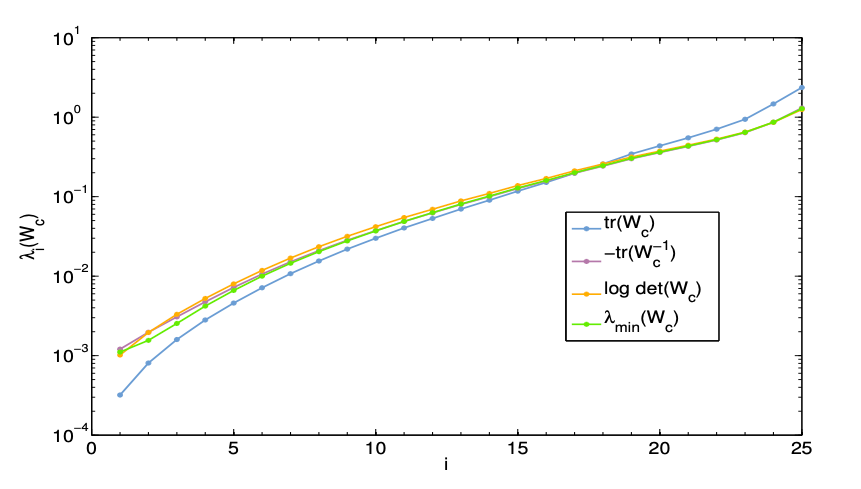 10^1
10^0
10^-1
10^-2
10^-3
10^-4
λ_i(W_c)
tr(W_c)
-tr(W_c^-1)
log det(W_c)
λ_min(W_c)
0 5 10 15 20 25
i